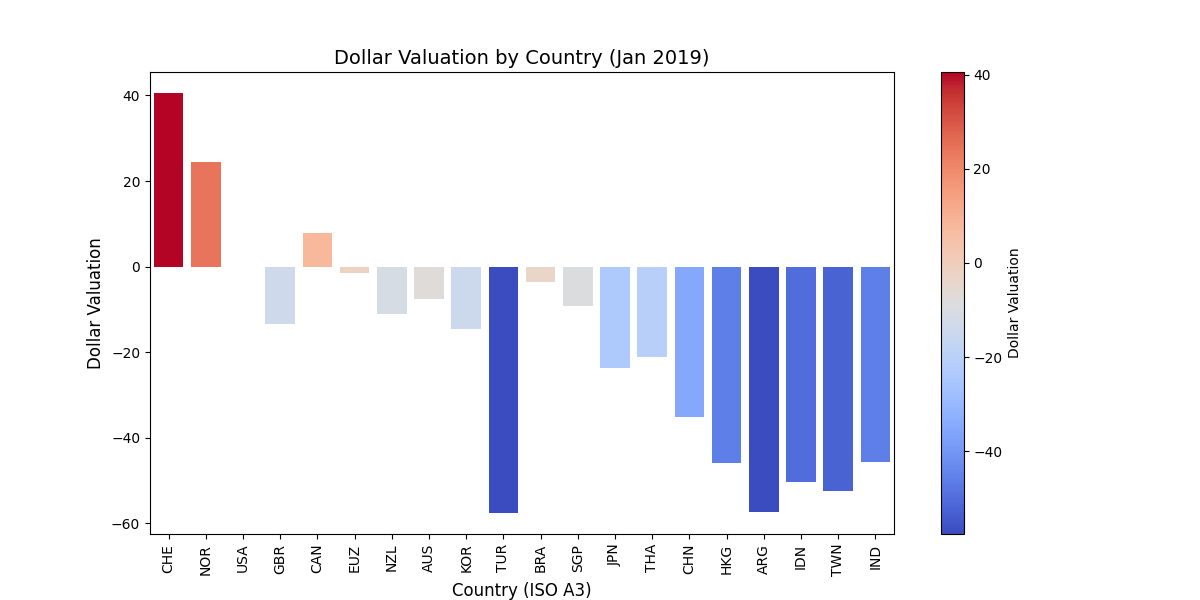 Dollar Valuation by Country (Jan 2019)
Dollar Valuation
40
20
0
−20
−40
−60
CHE NOR USA GBR CAN EUZ NZL AUS KOR TUR BRA SGP JPN THA CHN HKG ARG IDN TWN IND
Country (ISO A3)
40
20
0
−20
−40
Dollar Valuation